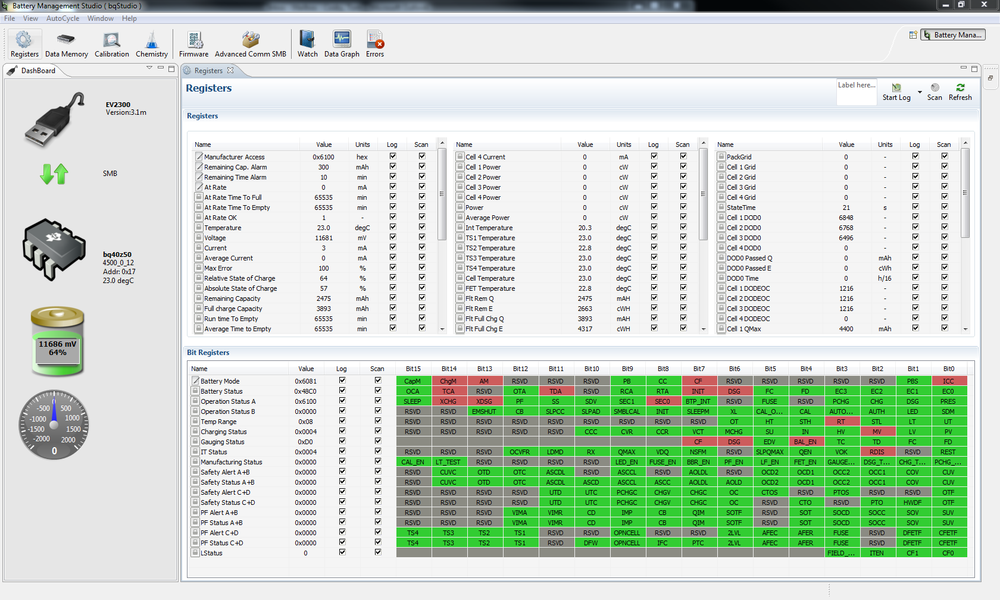 Battery Management Studio ( bqStudio )
File View AutoCycle Window Help
Registers Data Memory Calibration Chemistry Firmware Advanced Comm SMB Watch Data Graph Errors
Battery Mana...
DashBoard
EV2300
Version:3.1m
SMB
bq40z50
4500_0_12
Addr: 0x17
23.0 degC
11686 mV
64%
0
-500 500
-1000 1000
-1500 1500
-2000 2000
0
Registers
Registers
Label here...
Start Log Scan Refresh
Registers
Name Value Units Log Scan
Manufacturer Access 0x6100 hex
Remaining Cap. Alarm 300 mAh
Remaining Time Alarm 10 min
At Rate 0 mA
At Rate Time To Full 65535 min
At Rate Time To Empty 65535 min
At Rate OK 1 -
Temperature 23.0 degC
Voltage 11681 mV
Current 3 mA
Average Current 0 mA
Max Error 100 %
Relative State of Charge 64 %
Absolute State of Charge 57 %
Remaining Capacity 2475 mAh
Full charge Capacity 3893 mAh
Run time To Empty 65535 min
Average Time to Empty 65535 min
Name Value Units Log Scan
Cell 4 Current 0 mA
Cell 1 Power 0 cW
Cell 2 Power 0 cW
Cell 3 Power 0 cW
Cell 4 Power 0 cW
Power 0 cW
Average Power 0 cW
Int Temperature 20.3 degC
TS1 Temperature 23.0 degC
TS2 Temperature 22.8 degC
TS3 Temperature 23.0 degC
TS4 Temperature 23.0 degC
Cell Temperature 23.0 degC
FET Temperature 22.8 degC
Flt Rem Q 2475 mAH
Flt Rem E 2663 cWH
Flt Full Chg Q 3893 mAH
Flt Full Chg E 4317 cWH
Name Value Units Log Scan
PackGrid 0 -
Cell 1 Grid 0 -
Cell 2 Grid 0 -
Cell 3 Grid 0 -
Cell 4 Grid 0 -
StateTime 21 s
Cell 1 DOD0 6848 -
Cell 2 DOD0 6768 -
Cell 3 DOD0 6496 -
Cell 4 DOD0 0 -
DOD0 Passed Q 0 mAh
DOD0 Passed E 0 cWh
DOD0 Time 0 h/16
Cell 1 DODEOC 1216 -
Cell 2 DODEOC 1216 -
Cell 3 DODEOC 1216 -
Cell 4 DODEOC 0 -
Cell 1 QMax 4400 mAh
Bit Registers
Name Value Log Scan Bit15 Bit14 Bit13 Bit12 Bit11 Bit10 Bit9 Bit8 Bit7 Bit6 Bit5 Bit4 Bit3 Bit2 Bit1 Bit0
Battery Mode 0x6081 CapM ChgM AM RSVD RSVD RSVD PB CC CF RSVD RSVD RSVD RSVD RSVD PBS ICC
Battery Status 0x48C0 OCA TCA RSVD OTA TDA RSVD RCA RTA INIT DSG FC FD EC3 EC2 EC1 EC0
Operation Status A 0x6100 SLEEP XCHG XDSG PF SS SDV SEC1 SEC0 BTP_INT RSVD FUSE RSVD PCHG CHG DSG PRES
Operation Status B 0x0000 RSVD RSVD EMSHUT CB SLPCC SLPAD SMBLCAL INIT SLEEPM XL CAL_O... CAL AUTO... AUTH LED SDM
Temp Range 0x08 RSVD RSVD RSVD RSVD RSVD RSVD RSVD RSVD RSVD OT HT STH RT STL LT UT
Charging Status 0x0004 RSVD RSVD RSVD RSVD RSVD CCC CVR CCR VCT MCHG SU IN HV MV LV PV
Gauging Status 0xD0 CF DSG EDV BAL_EN TC TD FC FD
IT Status 0x0004 RSVD RSVD RSVD OCVFR LDMD RX QMAX VDQ NSFM RSVD SLPQMAX QEN VOK RDIS RSVD REST
Manufacturing Status 0x0000 CAL_EN LT_TEST RSVD RSVD RSVD RSVD LED_EN FUSE_EN BBR_EN PF_EN LF_EN FET_EN GAUGE... DSG_T... CHG_T... PCHG_...
Safety Alert A+B 0x0000 RSVD CUVC OTD OTC ASCDL RSVD ASCCL RSVD AOLDL RSVD OCD2 OCD1 OCC2 OCC1 COV CUV
Safety Status A+B 0x0000 RSVD CUVC OTD OTC ASCDL ASCD ASCCL ASCC AOLDL AOLD OCD2 OCD1 OCC2 OCC1 COV CUV
Safety Alert C+D 0x0000 RSVD RSVD RSVD RSVD UTD UTC PCHGC CHGV CHGC OC CTOS RSVD PTOS RSVD RSVD OTF
Safety Status C+D 0x0000 RSVD RSVD RSVD RSVD UTD UTC PCHGC CHGV CHGC OC RSVD CTO RSVD PTO HWDF OTF
PF Alert A+B 0x0000 RSVD RSVD RSVD VIMA VIMR CD IMP CB QIM SOTF RSVD SOT SOCD SOCC SOV SUV
PF Status A+B 0x0000 RSVD RSVD RSVD VIMA VIMR CD IMP CB QIM SOTF RSVD SOT SOCD SOCC SOV SUV
PF Alert C+D 0x0000 TS4 TS3 TS2 TS1 RSVD RSVD OPNCELL RSVD RSVD 2LVL AFEC AFER FUSE RSVD DFETF CFETF
PF Status C+D 0x0000 TS4 TS3 TS2 TS1 RSVD DFW OPNCELL IFC PTC 2LVL AFEC AFER FUSE RSVD DFETF CFETF
LStatus 0 FIELD_... ITEN CF1 CF0